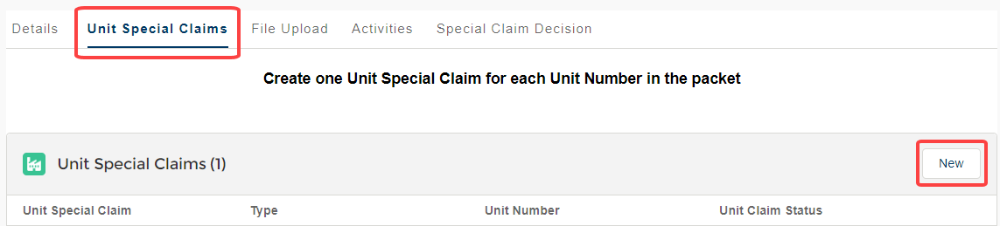 Details Unit Special Claims File Upload Activities Special Claim Decision
Create one Unit Special Claim for each Unit Number in the packet
Unit Special Claims (1) New
Unit Special Claim Type Unit Number Unit Claim Status